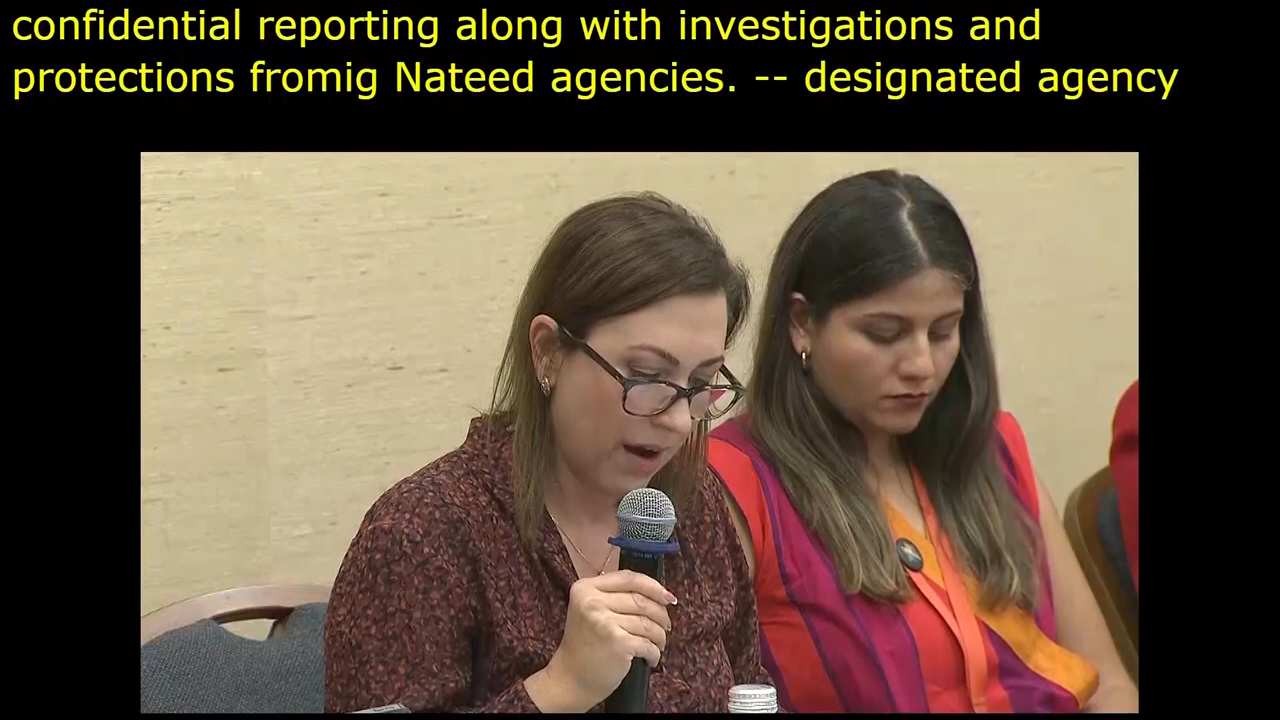 confidential reporting along with investigations and
protections fromig Nateed agencies. -- designated agency